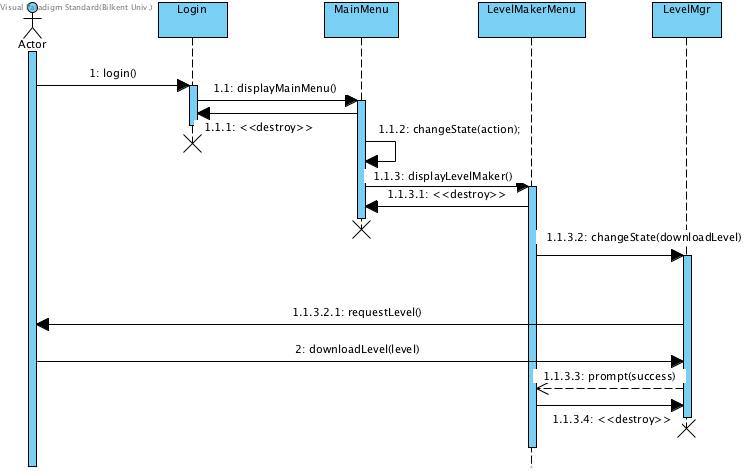 Visual Paradigm Standard(Bilkent Univ.)
Login
MainMenu
LevelMakerMenu
LevelMgr
Actor
1: login()
1.1: displayMainMenu()
1.1.1: <<destroy>>
1.1.2: changeState(action);
1.1.3: displayLevelMaker()
1.1.3.1: <<destroy>>
1.1.3.2: changeState(downloadLevel)
1.1.3.2.1: requestLevel()
2: downloadLevel(level)
1.1.3.3: prompt(success)
1.1.3.4: <<destroy>>